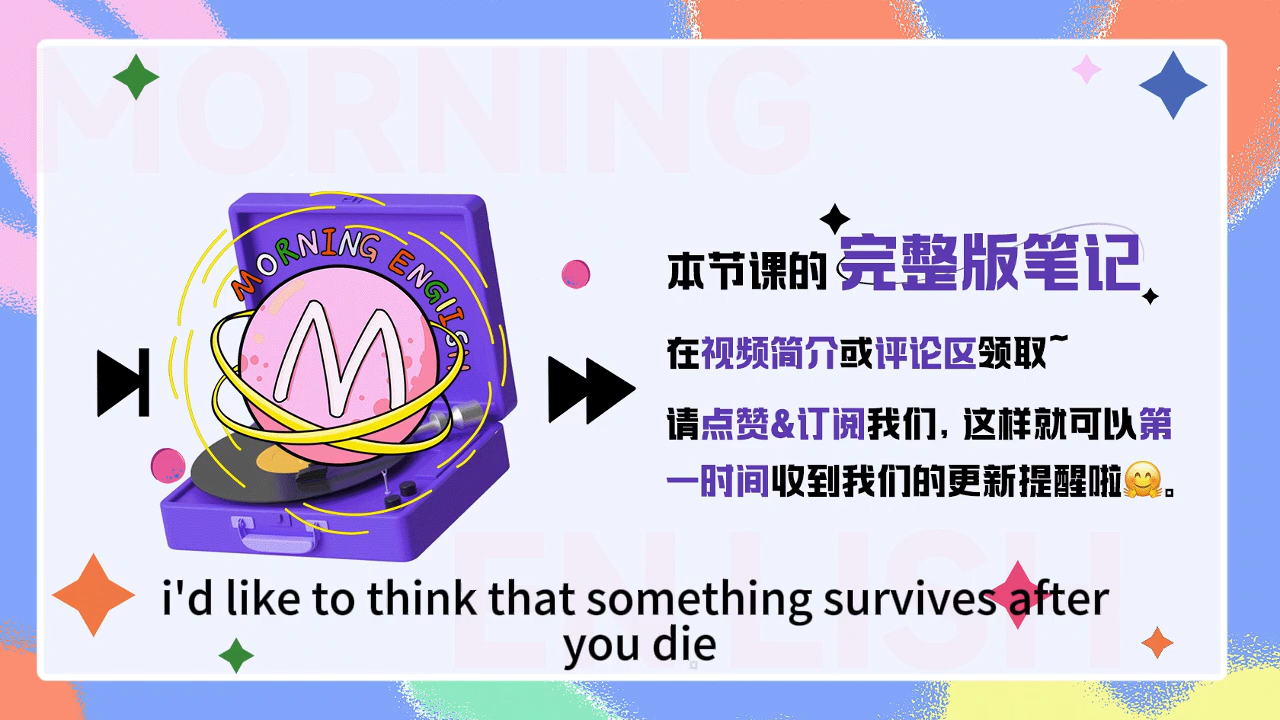 MORNING
MORNING ENGlISH
M
本节课的 完整版笔记
在视频简介或评论区领取~
请点赞&订阅我们, 这样就可以第
一时间收到我们的更新提醒啦🤗。
ENLISH
i'd like to think that something survives after
you die